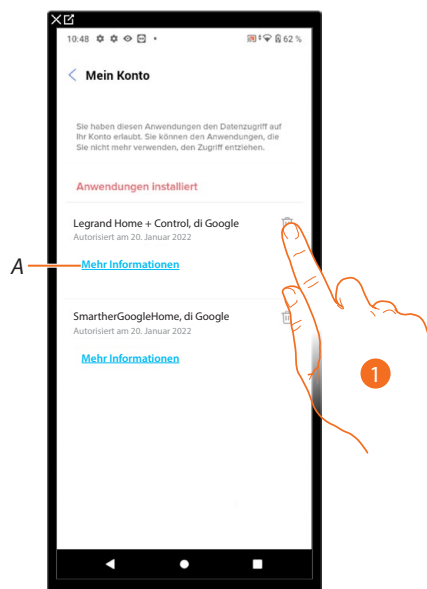 10:48
62 %
Mein Konto
Sie haben diesen Anwendungen den Datenzugriff auf
Ihr Konto erlaubt. Sie können den Anwendungen, die
Sie nicht mehr verwenden, den Zugriff entziehen.
Anwendungen installiert
Legrand Home + Control, di Google
Autorisiert am 20. Januar 2022
A
Mehr Informationen
SmartherGoogleHome, di Google
Autorisiert am 20. Januar 2022
Mehr Informationen
1